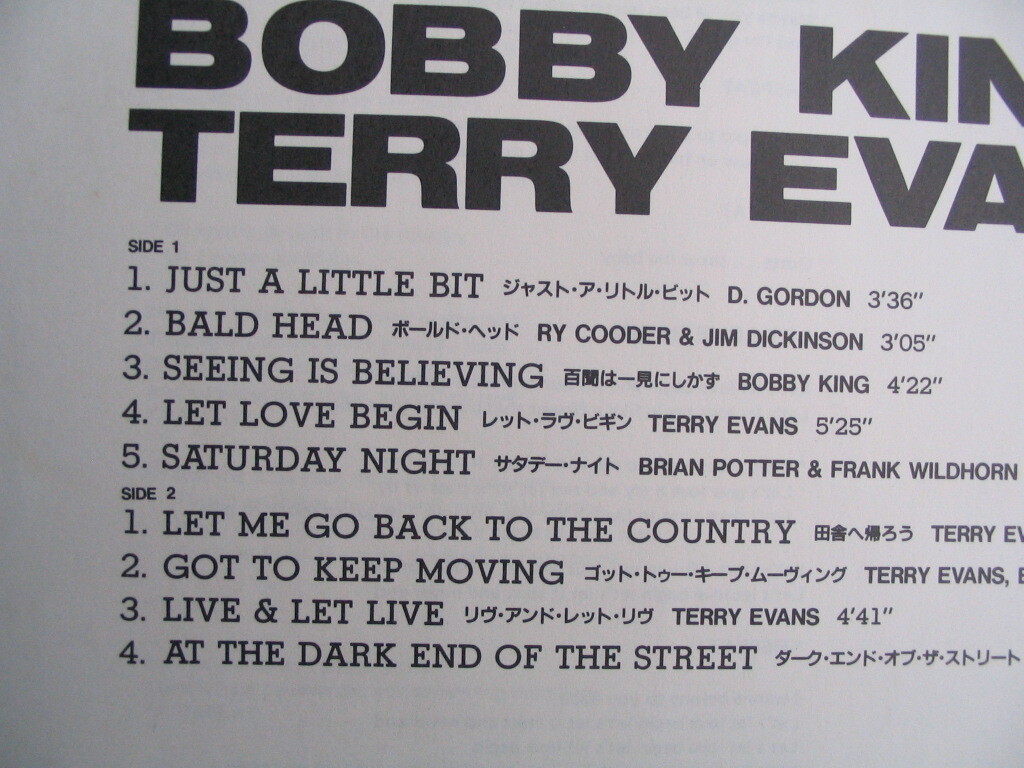 BOBBY KIN
TERRY EVA
SIDE 1
1. JUST A LITTLE BIT ジャスト・ア・リトル・ビット D. GORDON 3'36"
2. BALD HEAD ボールド・ヘッド RY COODER & JIM DICKINSON 3'05"
3. SEEING IS BELIEVING 百聞は一見にしかず BOBBY KING 4'22"
4. LET LOVE BEGIN レット・ラヴ・ビギン TERRY EVANS 5'25"
5. SATURDAY NIGHT サタデー・ナイト BRIAN POTTER & FRANK WILDHORN
SIDE 2
1. LET ME GO BACK TO THE COUNTRY 田舎へ帰ろう TERRY EV
2. GOT TO KEEP MOVING ゴット・トゥー・キープ・ムーヴィング TERRY EVANS, B
3. LIVE & LET LIVE リヴ・アンド・レット・リヴ TERRY EVANS 4'41"
4. AT THE DARK END OF THE STREET ダーク・エンド・オブ・ザ・ストリート